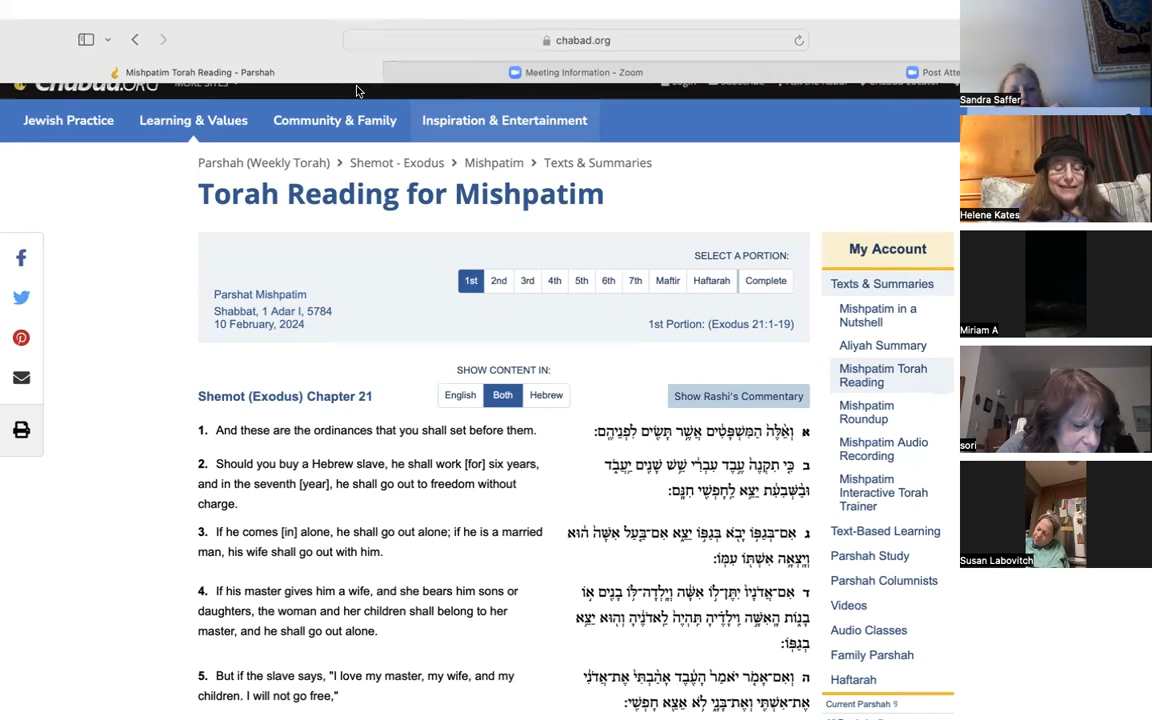 chabad.org
Mishpatim Torah Reading - Parshah
Meeting Information - Zoom
Post Atte
Chabad.ORG
MORE SITES
Jewish Practice
Learning & Values
Community & Family
Inspiration & Entertainment
Parshah (Weekly Torah) > Shemot - Exodus > Mishpatim > Texts & Summaries
Torah Reading for Mishpatim
SELECT A PORTION:
1st 2nd 3rd 4th 5th 6th 7th Maftir Haftarah Complete
Parshat Mishpatim
Shabbat, 1 Adar I, 5784
10 February, 2024
1st Portion: (Exodus 21:1-19)
SHOW CONTENT IN:
Shemot (Exodus) Chapter 21
English Both Hebrew
Show Rashi's Commentary
1. And these are the ordinances that you shall set before them.
א וְאֵ֨לֶּה֙ הַמִּשְׁפָּטִ֔ים אֲשֶׁ֥ר תָּשִׂ֖ים לִפְנֵיהֶֽם:
2. Should you buy a Hebrew slave, he shall work [for] six years,
and in the seventh [year], he shall go out to freedom without
charge.
ב כִּ֤י תִקְנֶה֙ עֶ֣בֶד עִבְרִ֔י שֵׁ֥שׁ שָׁנִ֖ים יַֽעֲבֹ֑ד
וּבַ֨שְּׁבִעִ֔ת יֵצֵ֥א לַֽחָפְשִׁ֖י חִנָּֽם:
3. If he comes [in] alone, he shall go out alone; if he is a married
man, his wife shall go out with him.
ג אִם־בְּגַפּ֥וֹ יָבֹ֖א בְּגַפּ֣וֹ יֵצֵ֑א אִם־בַּ֤עַל אִשָּׁה֙ ה֔וּא
וְיָֽצְאָ֥ה אִשְׁתּ֖וֹ עִמּֽוֹ:
4. If his master gives him a wife, and she bears him sons or
daughters, the woman and her children shall belong to her
master, and he shall go out alone.
ד אִם־אֲדֹנָיו֙ יִתֶּן־ל֣וֹ אִשָּׁ֔ה וְיָֽלְדָה־לּ֥וֹ בָנִ֖ים א֣וֹ
בָנ֑וֹת הָֽאִשָּׁ֣ה וִֽילָדֶ֗יהָ תִּֽהְיֶה֙ לַֽאדֹנֶ֔יהָ וְה֖וּא יֵצֵ֥א
בְגַפּֽוֹ:
5. But if the slave says, "I love my master, my wife, and my
children. I will not go free,"
ה וְאִם־אָמֹ֤ר יֹאמַר֙ הָעֶ֔בֶד אָהַ֨בְתִּי֙ אֶת־אֲדֹנִ֔י
אֶת־אִשְׁתִּ֖י וְאֶת־בָּנָ֑י לֹ֥א אֵצֵ֖א חָפְשִֽׁי:
My Account
Texts & Summaries
Mishpatim in a
Nutshell
Aliyah Summary
Mishpatim Torah
Reading
Mishpatim
Roundup
Mishpatim Audio
Recording
Mishpatim
Interactive Torah
Trainer
Text-Based Learning
Parshah Study
Parshah Columnists
Videos
Audio Classes
Family Parshah
Haftarah
Current Parshah
Sandra Saffer
Helene Kates
Miriam A
sori
Susan Labovitch